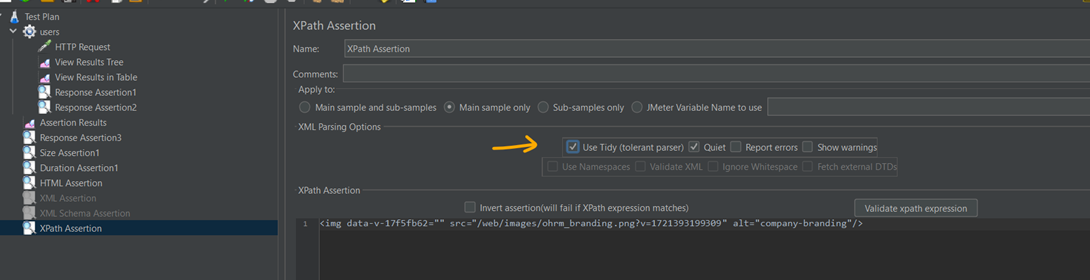 Test Plan
users
HTTP Request
View Results Tree
View Results in Table
Response Assertion1
Response Assertion2
Assertion Results
Response Assertion3
Size Assertion1
Duration Assertion1
HTML Assertion
XML Assertion
XML Schema Assertion
XPath Assertion
XPath Assertion
Name: XPath Assertion
Comments:
Apply to:
Main sample and sub-samples Main sample only Sub-samples only JMeter Variable Name to use
XML Parsing Options
Use Tidy (tolerant parser) Quiet Report errors Show warnings
Use Namespaces Validate XML Ignore Whitespace Fetch external DTDs
XPath Assertion
Invert assertion(will fail if XPath expression matches) Validate xpath expression
1 <img data-v-17f5fb62="" src="/web/images/ohrm_branding.png?v=1721393199309" alt="company-branding"/>